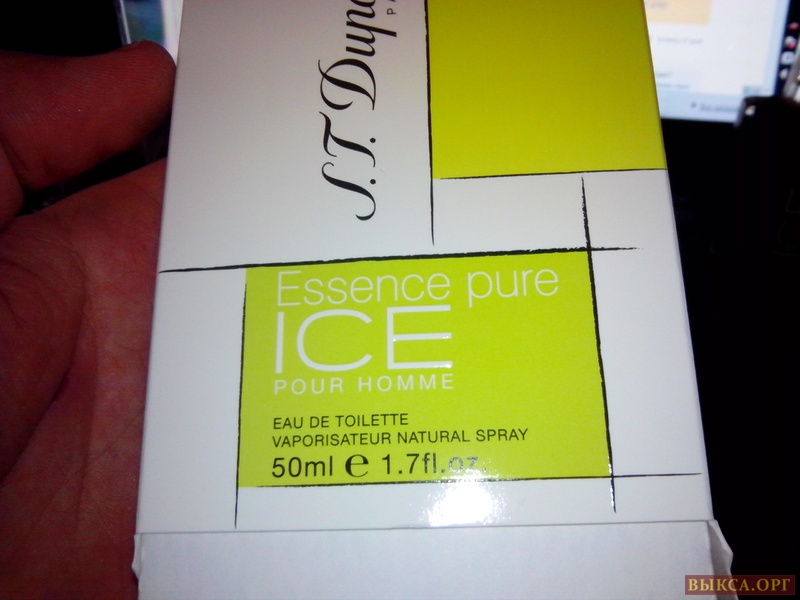 S.T. Dupo
P
Essence pure
ICE
POUR HOMME
EAU DE TOILETTE
VAPORISATEUR NATURAL SPRAY
50ml e 1.7fl.oz.
ВЫКСА.ОРГ